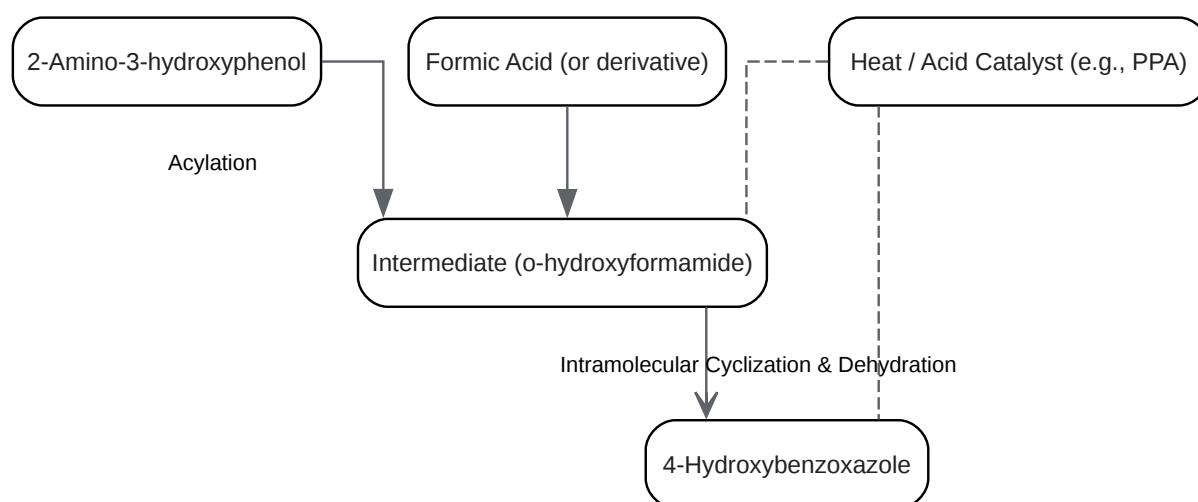 2-Amino-3-hydroxyphenol
Formic Acid (or derivative)
Heat / Acid Catalyst (e.g., PPA)
Acylation
Intermediate (o-hydroxyformamide)
Intramolecular Cyclization & Dehydration
4-Hydroxybenzoxazole